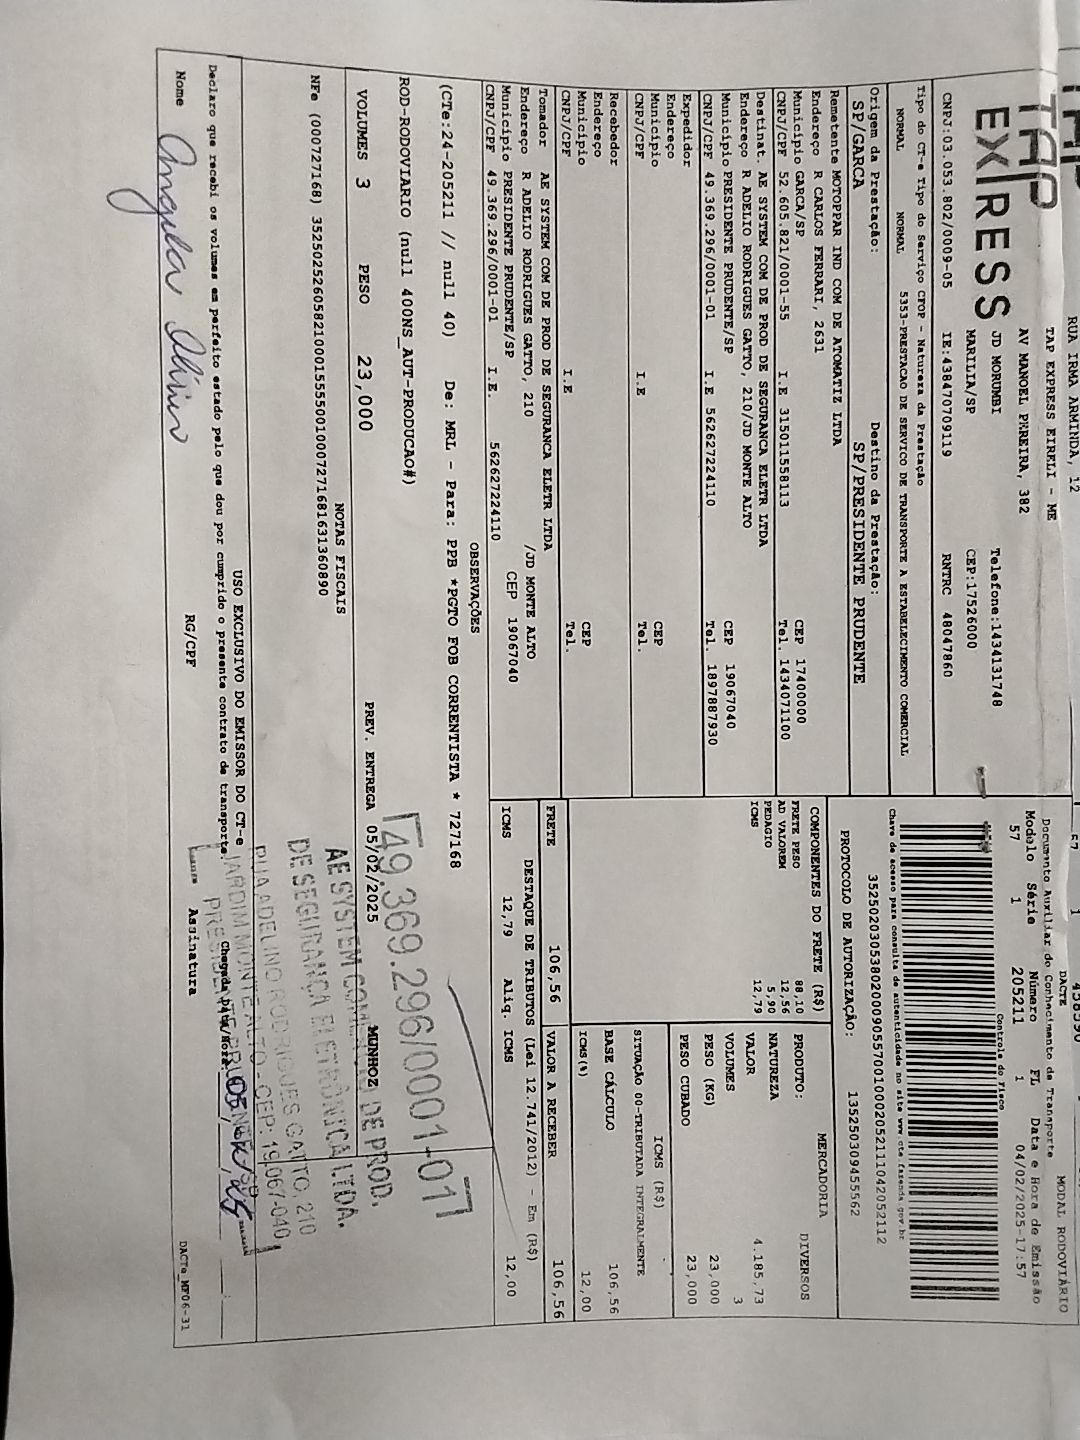 RUA IRMA ARMINDA, 12
TAP
EXPRESS
TAP EXPRESS EIRELI - ME
AV MANOEL PEREIRA, 382
JD MORUMBI Telefone:1434131748
MARILIA/SP CEP:17526000
CNPJ:03.053.802/0009-05 IE:438470709119 RNTRC 48047860
DACTE MODAL RODOVIÁRIO
Documento Auxiliar do Conhecimento de Transporte
Modelo Série Número FL Data e Hora de Emissão
57 1 205211 1 04/02/2025-17:57
Controle do Fisco
Chave de acesso para consulta de autenticidade no site www.cte.fazenda.gov.br
35250203053802000905570010002052111042052112
PROTOCOLO DE AUTORIZAÇÃO: 135250309455562
Tipo do CT-e Tipo do Serviço CFOP - Natureza da Prestação
NORMAL NORMAL 5353-PRESTACAO DE SERVICO DE TRANSPORTE A ESTABELECIMENTO COMERCIAL
Origem da Prestação: Destino da Prestação:
SP/GARCA SP/PRESIDENTE PRUDENTE
Remetente MOTOPPAR IND COM DE ATOMATIZ LTDA
Endereço R CARLOS FERRARI, 2631
Município GARCA/SP CEP 17400000
CNPJ/CPF 52.605.821/0001-55 I.E 315011558113 Tel. 1434071100
Destinat. AE SYSTEM COM DE PROD DE SEGURANCA ELETR LTDA
Endereço R ADELIO RODRIGUES GATTO, 210/JD MONTE ALTO
Município PRESIDENTE PRUDENTE/SP CEP 19067040
CNPJ/CPF 49.369.296/0001-01 I.E 562627224110 Tel. 18978887930
Expedidor
Endereço
Município CEP
CNPJ/CPF I.E Tel.
Recebedor
Endereço
Município CEP
CNPJ/CPF I.E Tel.
Tomador AE SYSTEM COM DE PROD DE SEGURANCA ELETR LTDA
Endereço R ADELIO RODRIGUES GATTO, 210 /JD MONTE ALTO
Município PRESIDENTE PRUDENTE/SP CEP 19067040
CNPJ/CPF 49.369.296/0001-01 I.E. 562627224110
COMPONENTES DO FRETE (R$)
FRETE PESO 88,10
AD VALOREM 12,56
PEDAGIO 5,90
ICMS 12,79
MERCADORIA
PRODUTO: DIVERSOS
NATUREZA
VALOR 4.185,73
VOLUMES 3
PESO (KG) 23,000
PESO CUBADO 23,000
ICMS (R$)
SITUAÇÃO 00-TRIBUTADA INTEGRALMENTE
BASE CÁLCULO 106,56
ICMS(%) 12,00
FRETE 106,56 VALOR A RECEBER 106,56
DESTAQUE DE TRIBUTOS (Lei 12.741/2012) - Em (R$)
ICMS 12,79 Aliq. ICMS 12,00
OBSERVAÇÕES
(CTe:24-205211 // null 40) De: MRL - Para: PPB *PGTO FOB CORRENTISTA * 727168
ROD-RODOVIARIO (null 400NS_AUT-PRODUCAO#)
VOLUMES 3 PESO 23,000 PREV. ENTREGA 05/02/2025 MUNHOZ
49.369.296/0001-01
AE SYSTEM COMERCIO DE PROD.
DE SEGURANÇA ELETRÔNICA LTDA.
RUA ADELINO RODRIGUES GATTO, 210
JARDIM MONTE ALTO - CEP: 19.067-040
NOTAS FISCAIS
NFe (000727168) 35250252605821000155550010007271681631360890
USO EXCLUSIVO DO EMISSOR DO CT-e
Declaro que recebi os volumes em perfeito estado pelo que dou por cumprido o presente contrato de transporte.
Nome Angela RG/CPF Assinatura
DACTe_MF06-31